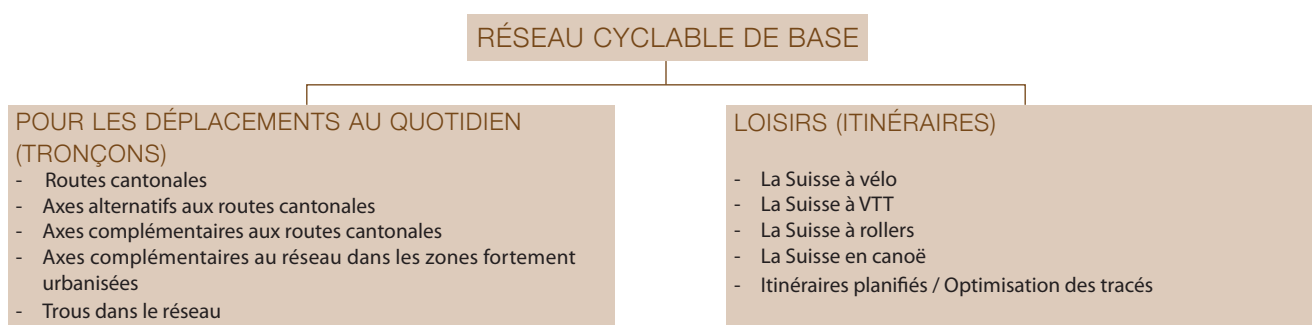 RÉSEAU CYCLABLE DE BASE
POUR LES DÉPLACEMENTS AU QUOTIDIEN
(TRONÇONS)
- Routes cantonales
- Axes alternatifs aux routes cantonales
- Axes complémentaires aux routes cantonales
- Axes complémentaires au réseau dans les zones fortement
urbanisées
- Trous dans le réseau
LOISIRS (ITINÉRAIRES)
- La Suisse à vélo
- La Suisse à VTT
- La Suisse à rollers
- La Suisse en canoë
- Itinéraires planifiés / Optimisation des tracés